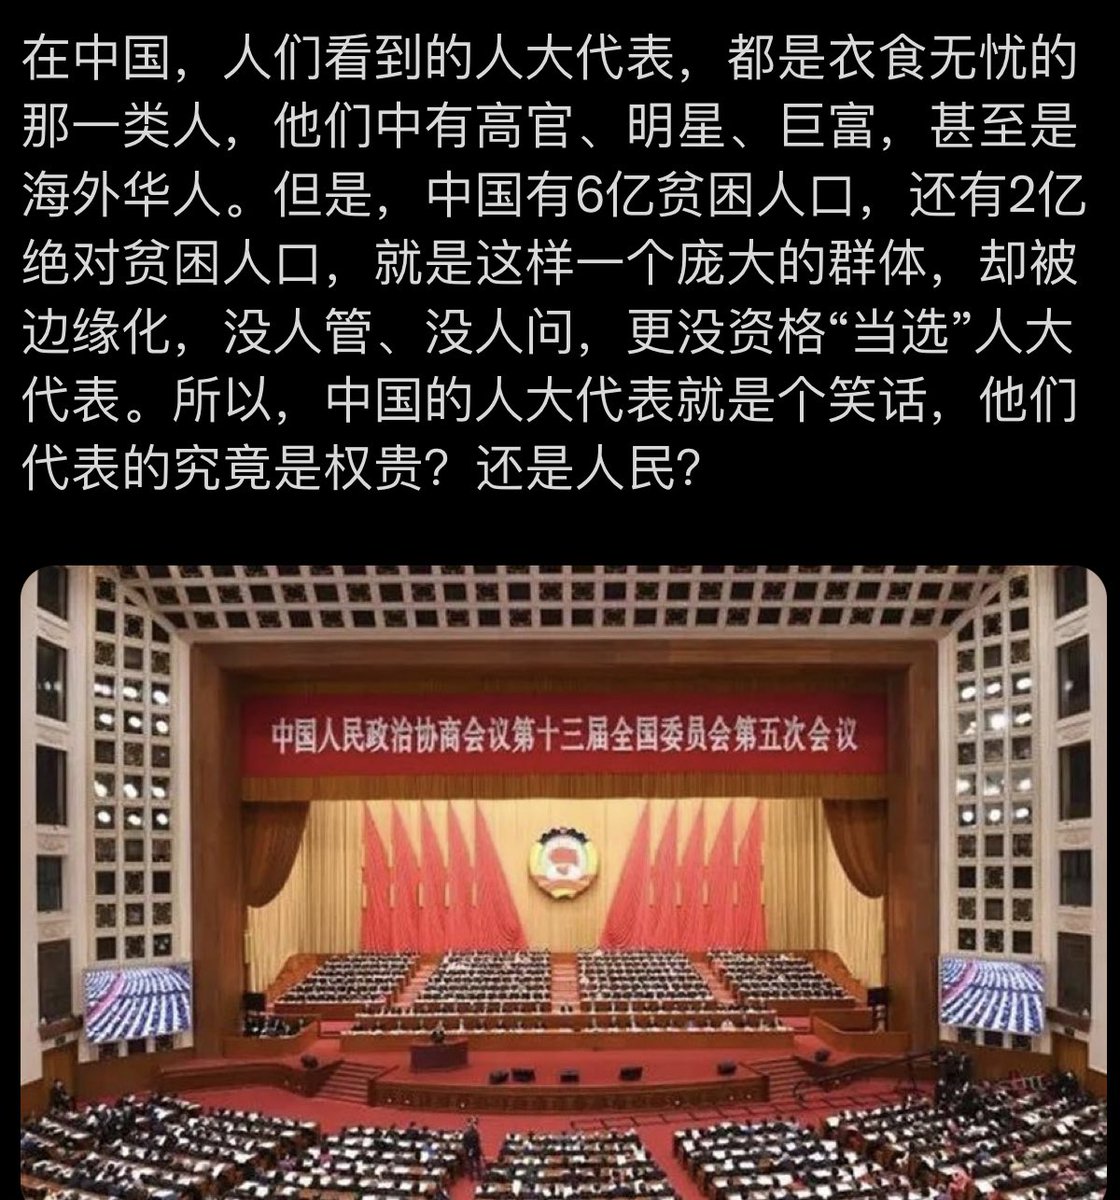 在中国，人们看到的人大代表，都是衣食无忧的
那一类人，他们中有高官、明星、巨富，甚至是
海外华人。但是，中国有6亿贫困人口，还有2亿
绝对贫困人口，就是这样一个庞大的群体，却被
边缘化，没人管、没人问，更没资格“当选”人大
代表。所以，中国的人大代表就是个笑话，他们
代表的究竟是权贵？还是人民？
中国人民政治协商会议第十三届全国委员会第五次会议